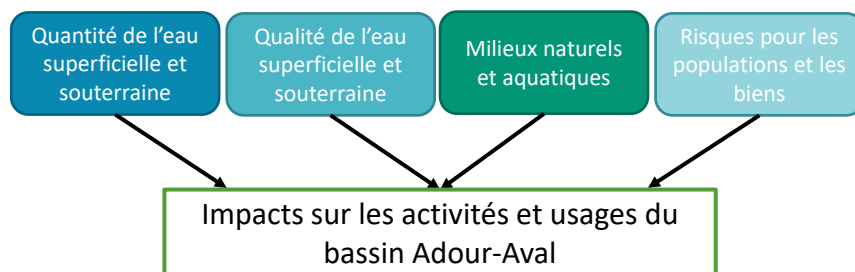 Quantité de l’eau
superficielle et
souterraine
Qualité de l’eau
superficielle et
souterraine
Milieux naturels
et aquatiques
Risques pour les
populations et les
biens
Impacts sur les activités et usages du
bassin Adour-Aval